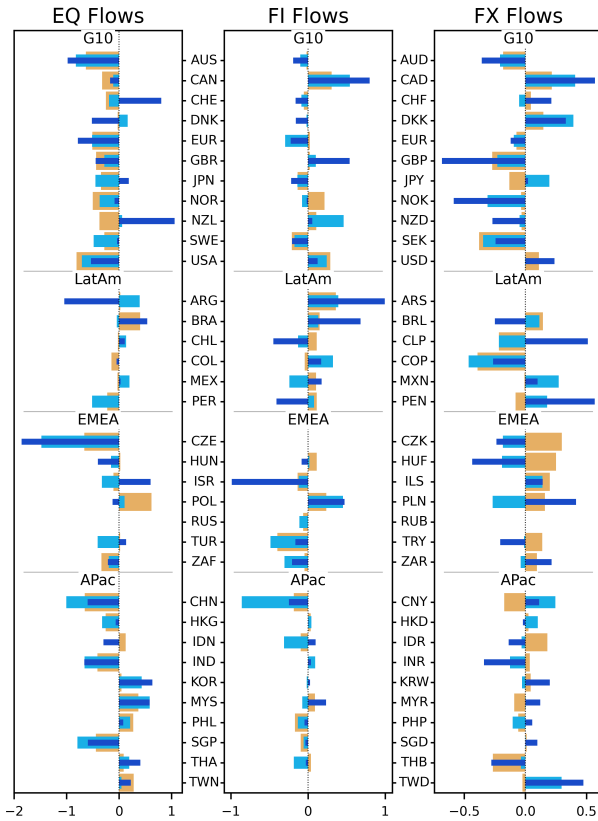 EQ Flows FI Flows FX Flows
G10 G10 G10
AUS AUD
CAN CAD
CHE CHF
DNK DKK
EUR EUR
GBR GBP
JPN JPY
NOR NOK
NZL NZD
SWE SEK
USA USD
LatAm LatAm LatAm
ARG ARS
BRA BRL
CHL CLP
COL COP
MEX MXN
PER PEN
EMEA EMEA EMEA
CZE CZK
HUN HUF
ISR ILS
POL PLN
RUS RUB
TUR TRY
ZAF ZAR
APac APac APac
CHN CNY
HKG HKD
IDN IDR
IND INR
KOR KRW
MYS MYR
PHL PHP
SGP SGD
THA THB
TWN TWD
−2 −1 0 1 −1 0 1 −0.5 0.0 0.5